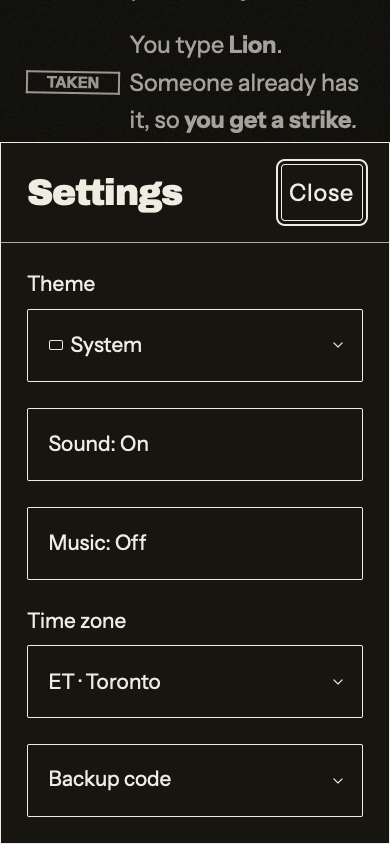 You type Lion.
TAKEN Someone already has
it, so you get a strike.
Settings
Close
Theme
System
Sound: On
Music: Off
Time zone
ET · Toronto
Backup code